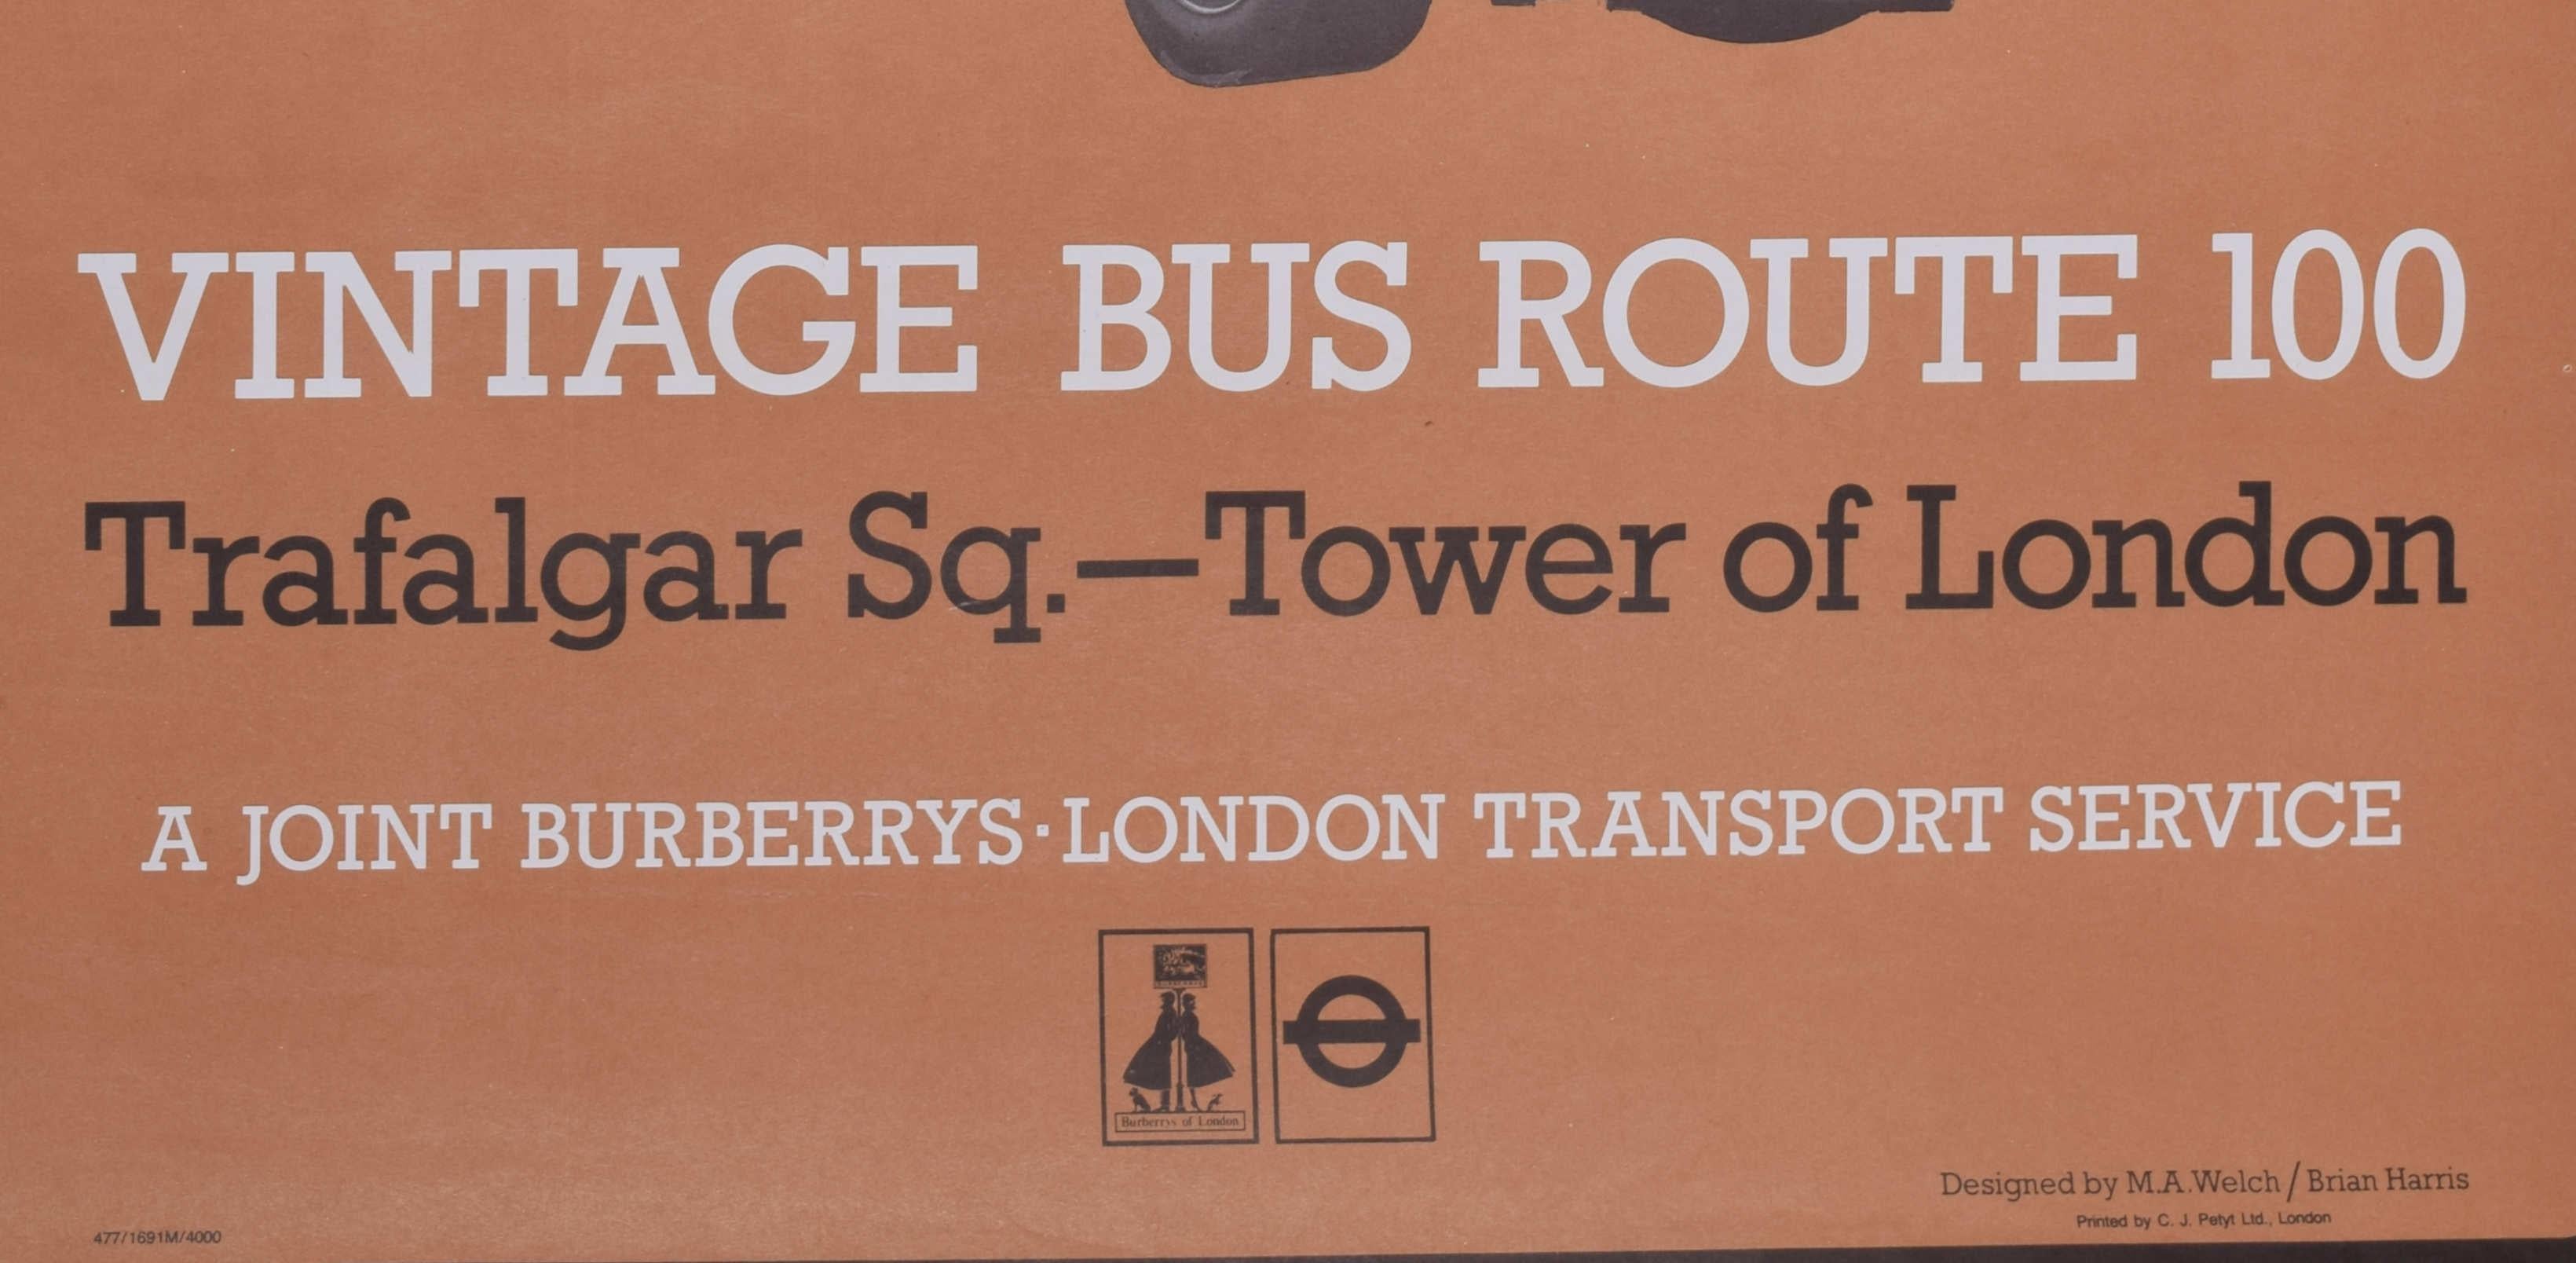 VINTAGE BUS ROUTE 100
Trafalgar Sq.—Tower of London
A JOINT BURBERRYS·LONDON TRANSPORT SERVICE
Burberrys of London
Designed by M.A.Welch/Brian Harris
Printed by C. J. Petyt Ltd., London
477/1691M/4000